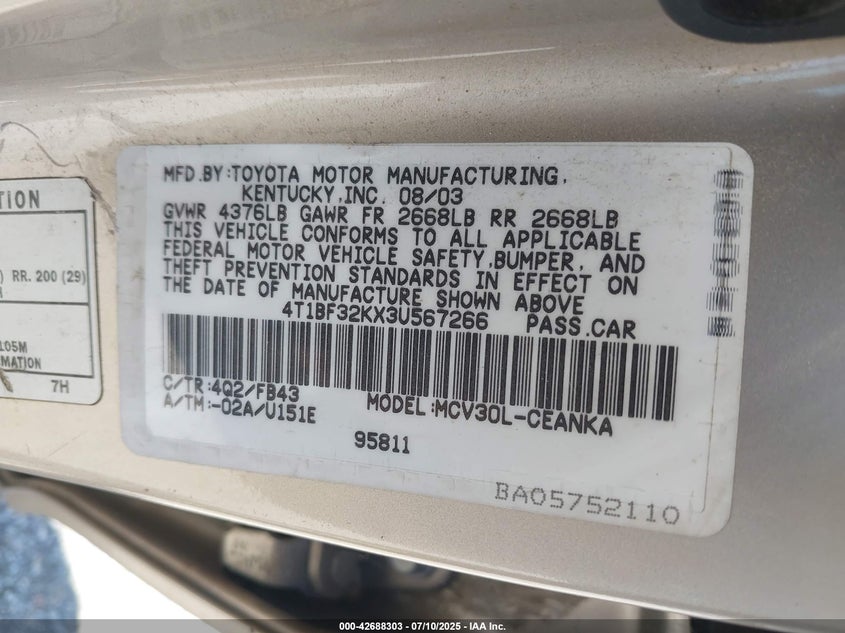 TION
RR. 200 (29)
105M
MATION
7H
MFD.BY:TOYOTA MOTOR MANUFACTURING,
KENTUCKY,INC. 08/03
GVWR 4376LB GAWR FR 2668LB RR 2668LB
THIS VEHICLE CONFORMS TO ALL APPLICABLE
FEDERAL MOTOR VEHICLE SAFETY,BUMPER, AND
THEFT PREVENTION STANDARDS IN EFFECT ON
THE DATE OF MANUFACTURE SHOWN ABOVE
4T1BF32KX3U567266 PASS.CAR
C/TR:4Q2/FB43
A/TM:-02A/U151E MODEL:MCV30L-CEANKA
95811
BA05752110
000-42688303 - 07/10/2025 - IAA Inc.